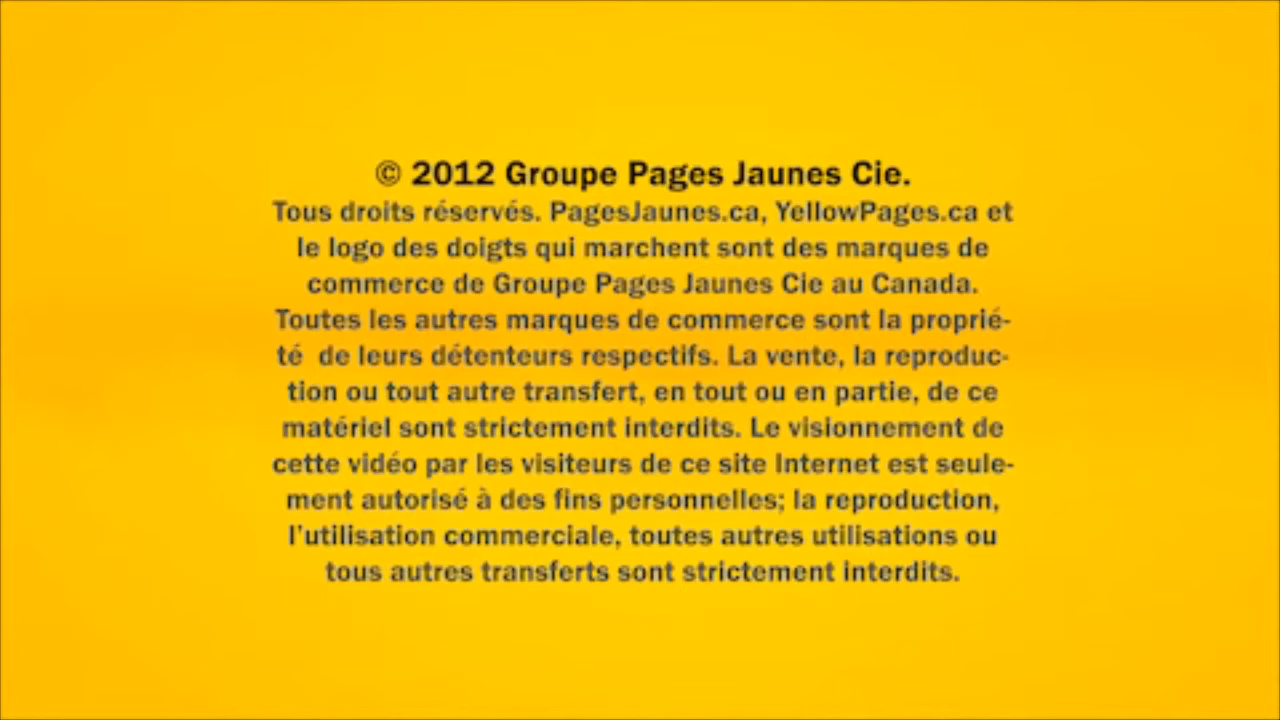 © 2012 Groupe Pages Jaunes Cie.
Tous droits réservés. PagesJaunes.ca, YellowPages.ca et
le logo des doigts qui marchent sont des marques de
commerce de Groupe Pages Jaunes Cie au Canada.
Toutes les autres marques de commerce sont la proprié-
té  de leurs détenteurs respectifs. La vente, la reproduc-
tion ou tout autre transfert, en tout ou en partie, de ce
matériel sont strictement interdits. Le visionnement de
cette vidéo par les visiteurs de ce site Internet est seule-
ment autorisé à des fins personnelles; la reproduction,
l’utilisation commerciale, toutes autres utilisations ou
tous autres transferts sont strictement interdits.